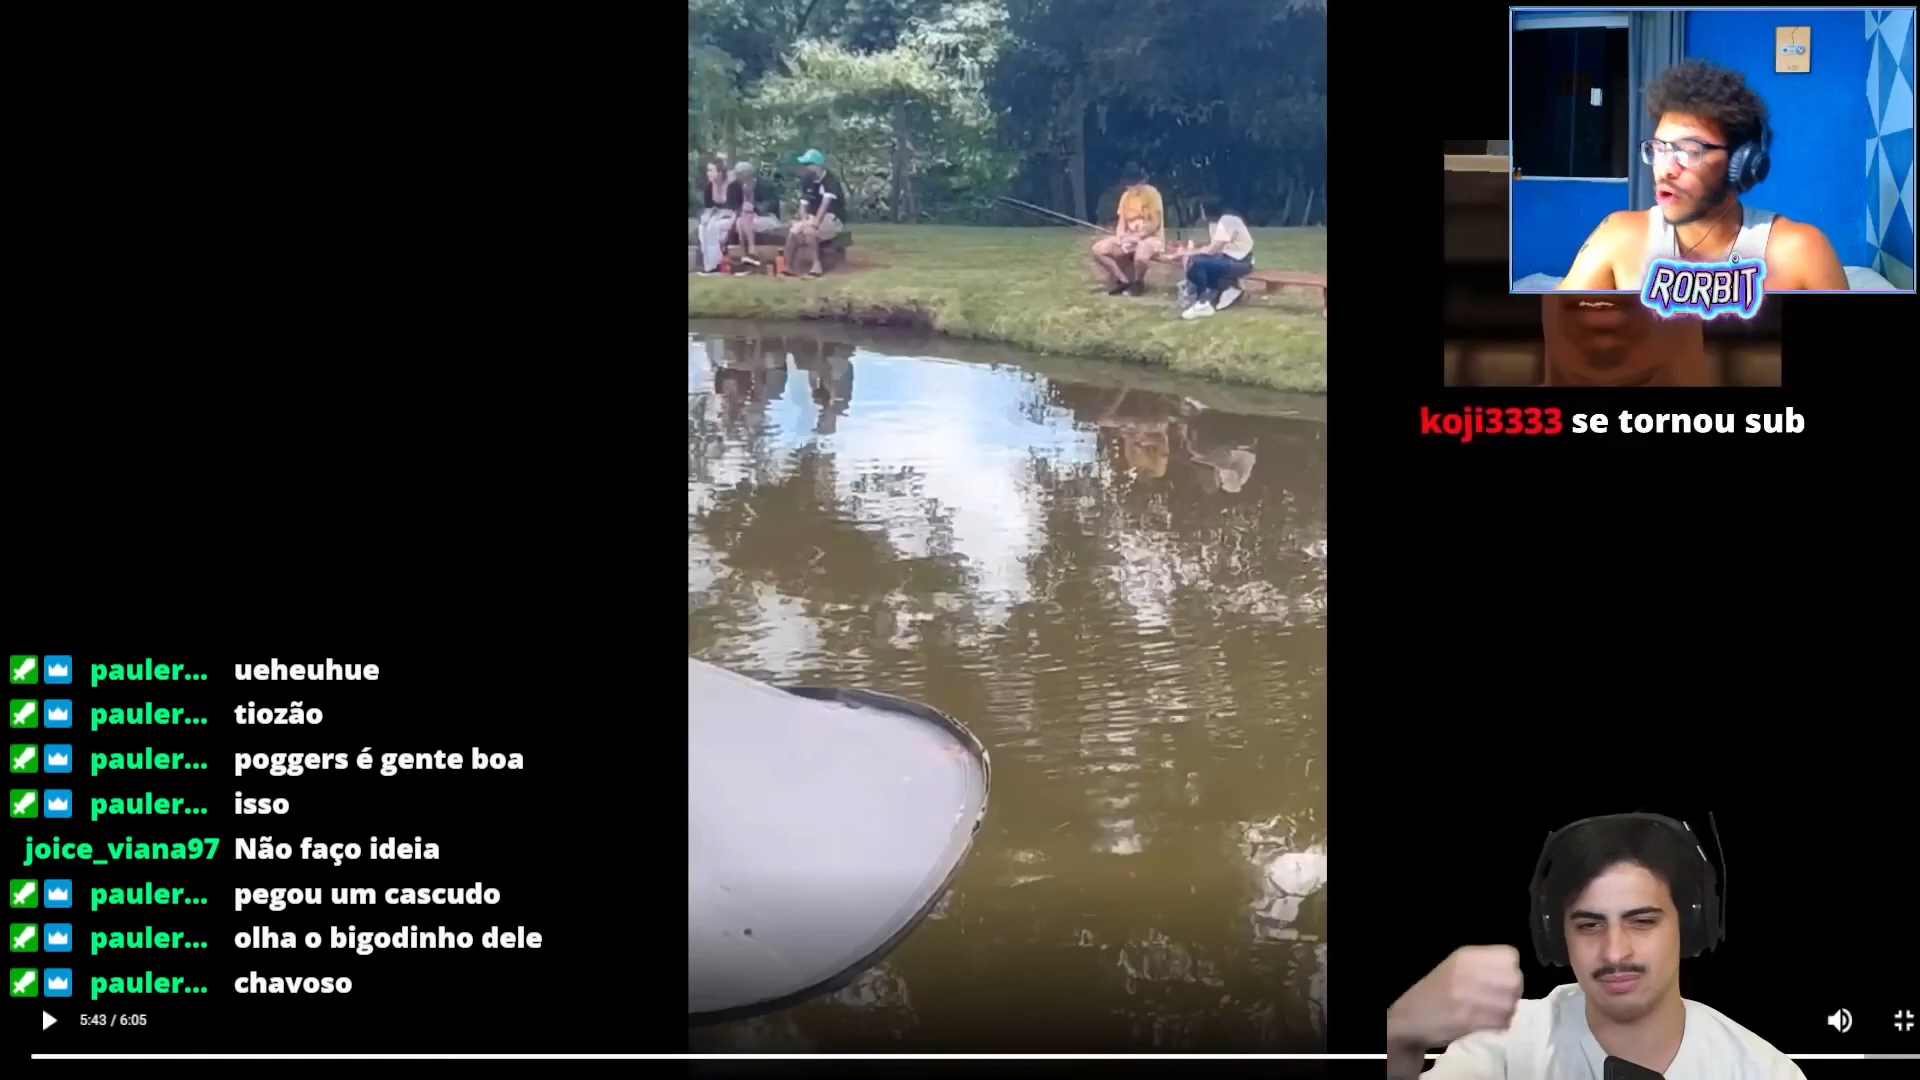 RORBIT
koji3333 se tornou sub
pauler... ueheuhue
pauler... tiozão
pauler... poggers é gente boa
pauler... isso
joice_viana97 Não faço ideia
pauler... pegou um cascudo
pauler... olha o bigodinho dele
pauler... chavoso
5:43 / 6:05